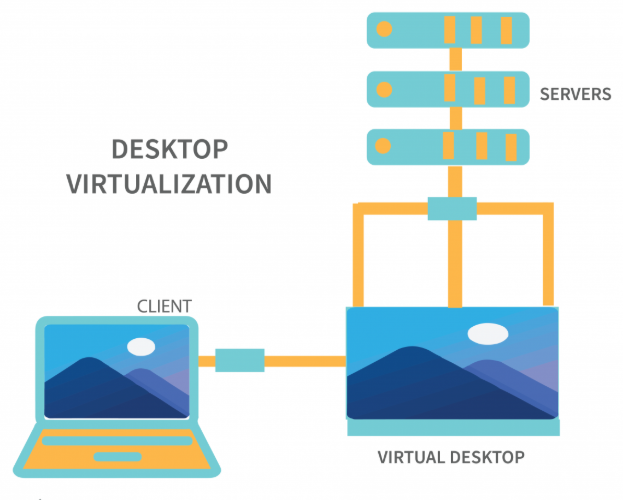 SERVERS
DESKTOP
VIRTUALIZATION
CLIENT
VIRTUAL DESKTOP